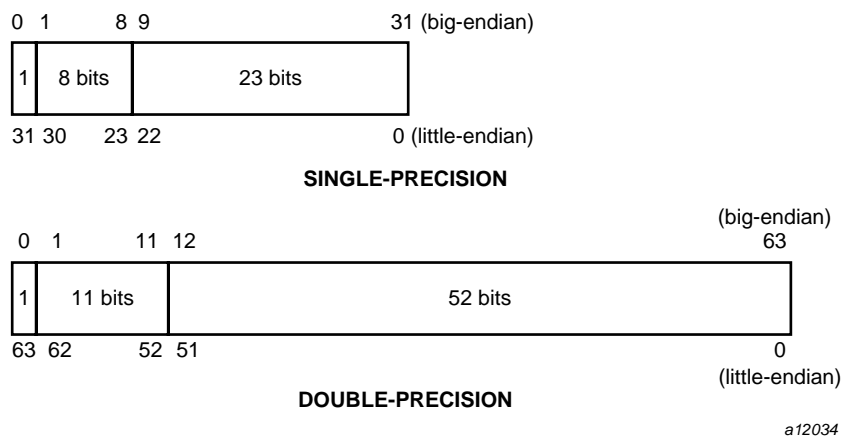 0 1 8 9 31 (big-endian)
1 8 bits 23 bits
31 30 23 22 0 (little-endian)
SINGLE-PRECISION
(big-endian)
0 1 11 12 63
1 11 bits 52 bits
63 62 52 51 0
(little-endian)
DOUBLE-PRECISION
a12034